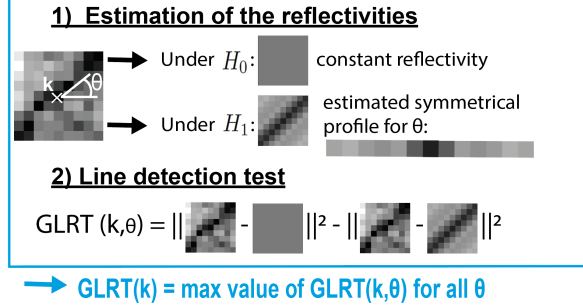 1) Estimation of the reflectivities
k θ
Under H₀: constant reflectivity
Under H₁: estimated symmetrical
profile for θ:
2) Line detection test
GLRT (k,θ) = || - ||² - || - ||²
GLRT(k) = max value of GLRT(k,θ) for all θ